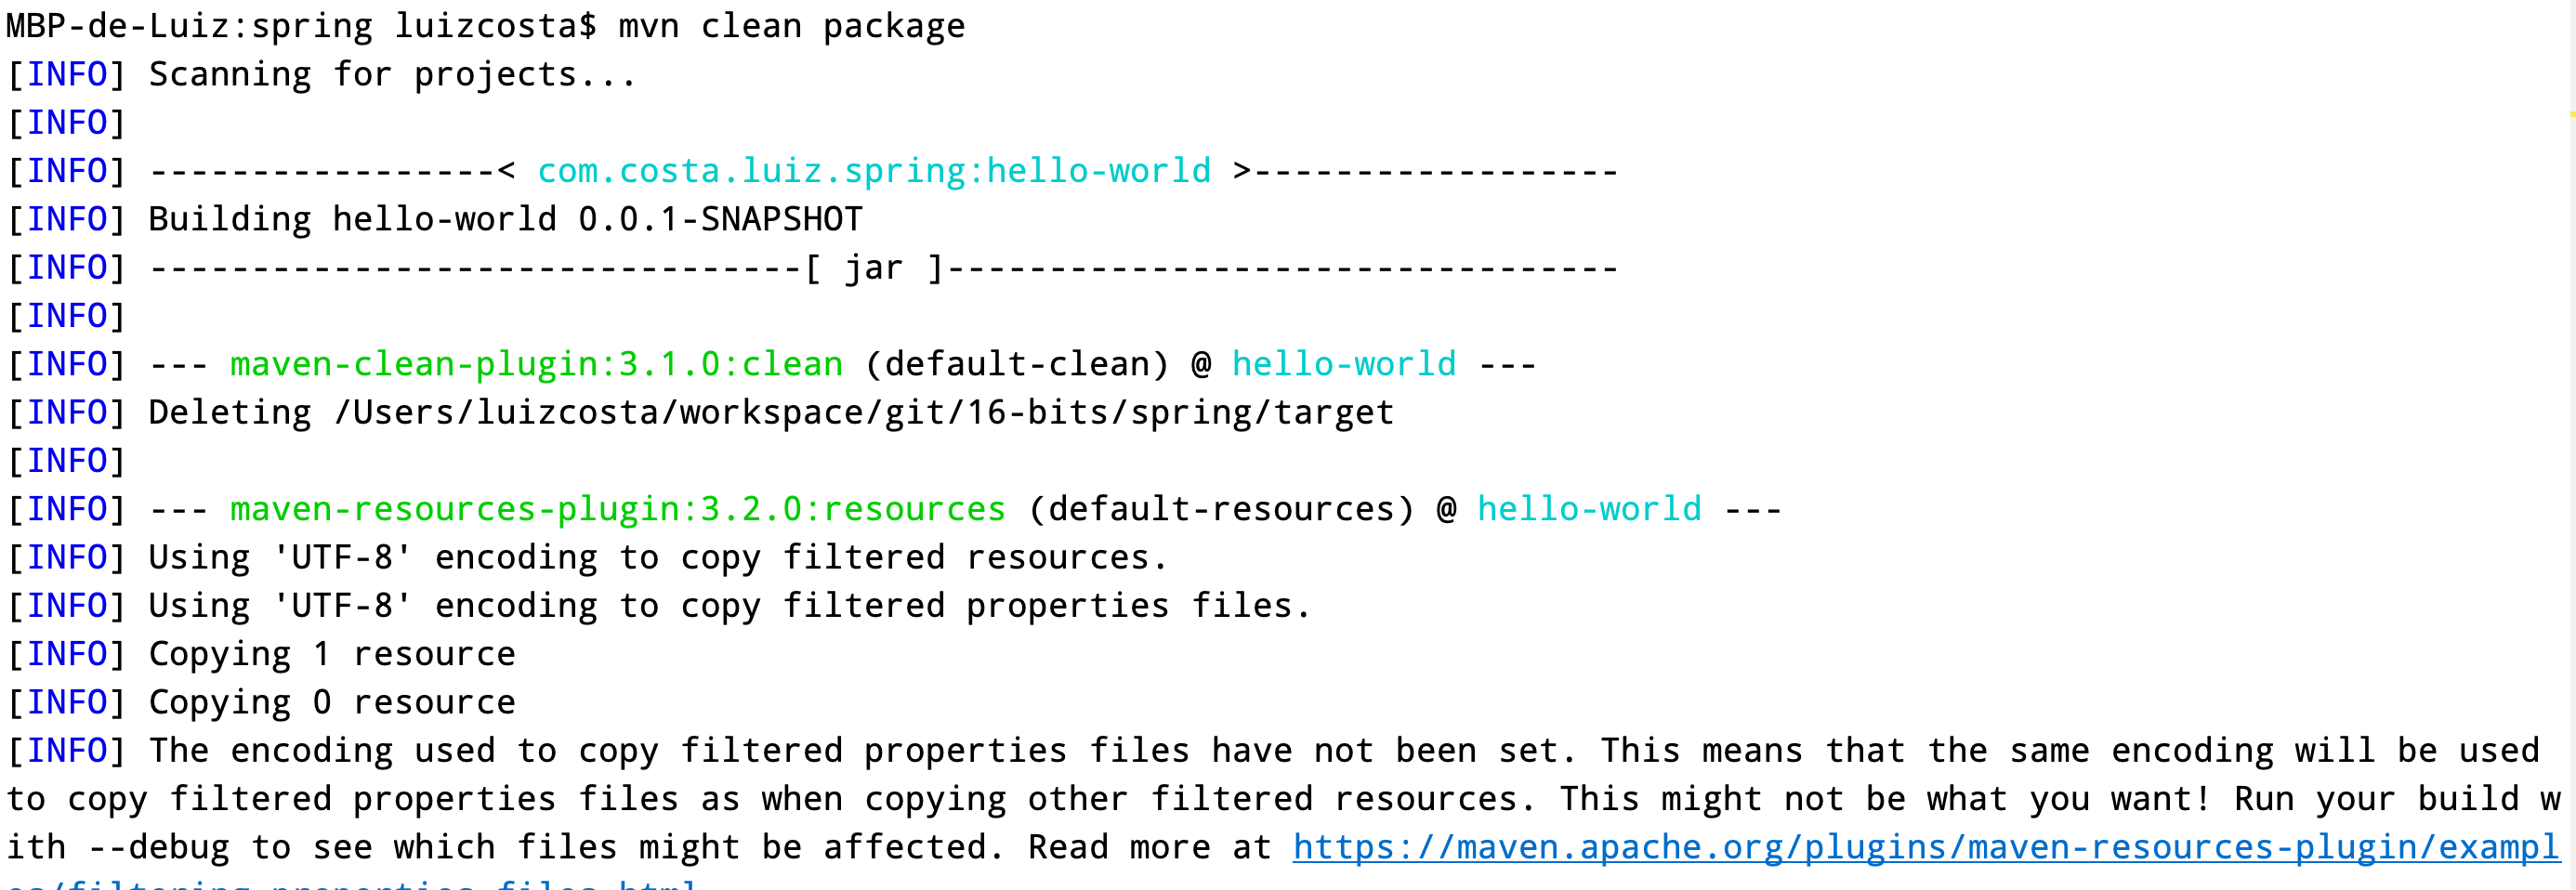 MBP-de-Luiz:spring luizcosta$ mvn clean package
[INFO] Scanning for projects...
[INFO]
[INFO] -----------------< com.costa.luiz.spring:hello-world >------------------
[INFO] Building hello-world 0.0.1-SNAPSHOT
[INFO] --------------------------------[ jar ]---------------------------------
[INFO]
[INFO] --- maven-clean-plugin:3.1.0:clean (default-clean) @ hello-world ---
[INFO] Deleting /Users/luizcosta/workspace/git/16-bits/spring/target
[INFO]
[INFO] --- maven-resources-plugin:3.2.0:resources (default-resources) @ hello-world ---
[INFO] Using 'UTF-8' encoding to copy filtered resources.
[INFO] Using 'UTF-8' encoding to copy filtered properties files.
[INFO] Copying 1 resource
[INFO] Copying 0 resource
[INFO] The encoding used to copy filtered properties files have not been set. This means that the same encoding will be used
to copy filtered properties files as when copying other filtered resources. This might not be what you want! Run your build w
ith --debug to see which files might be affected. Read more at https://maven.apache.org/plugins/maven-resources-plugin/exampl
es/filtering-properties-files.html